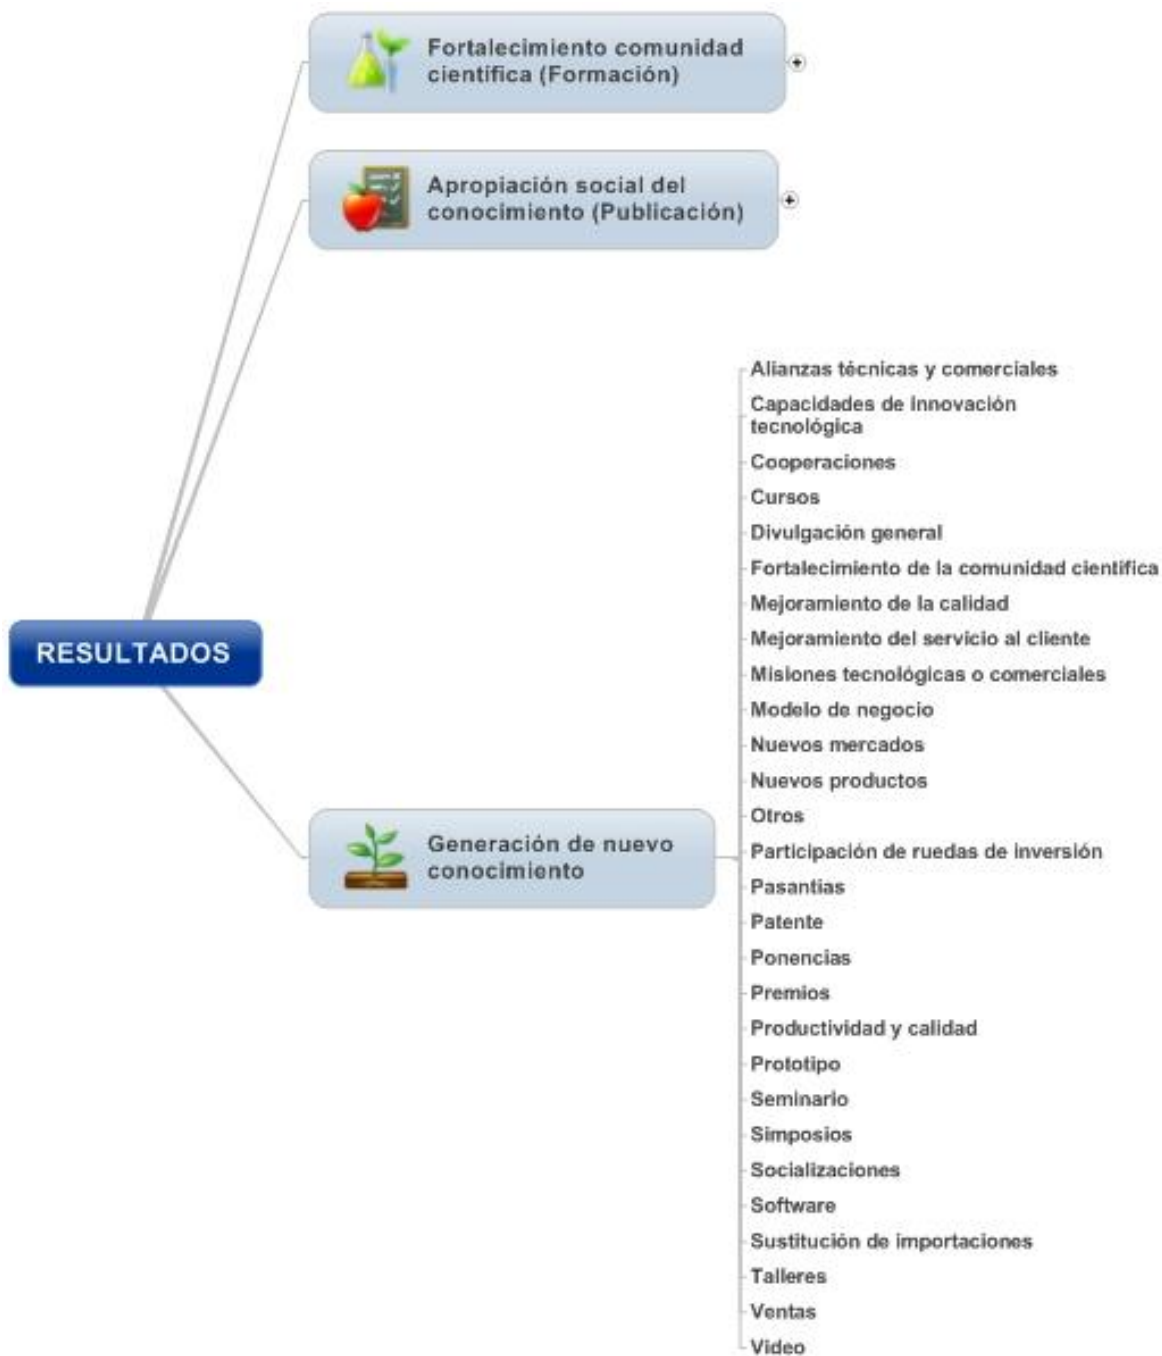 Fortalecimiento comunidad
científica (Formación)
Apropiación social del
conocimiento (Publicación)
RESULTADOS
Generación de nuevo
conocimiento
Alianzas técnicas y comerciales
Capacidades de Innovación
tecnológica
Cooperaciones
Cursos
Divulgación general
Fortalecimiento de la comunidad científica
Mejoramiento de la calidad
Mejoramiento del servicio al cliente
Misiones tecnológicas o comerciales
Modelo de negocio
Nuevos mercados
Nuevos productos
Otros
Participación de ruedas de inversión
Pasantias
Patente
Ponencias
Premios
Productividad y calidad
Prototipo
Seminario
Simposios
Socializaciones
Software
Sustitución de importaciones
Talleres
Ventas
Video